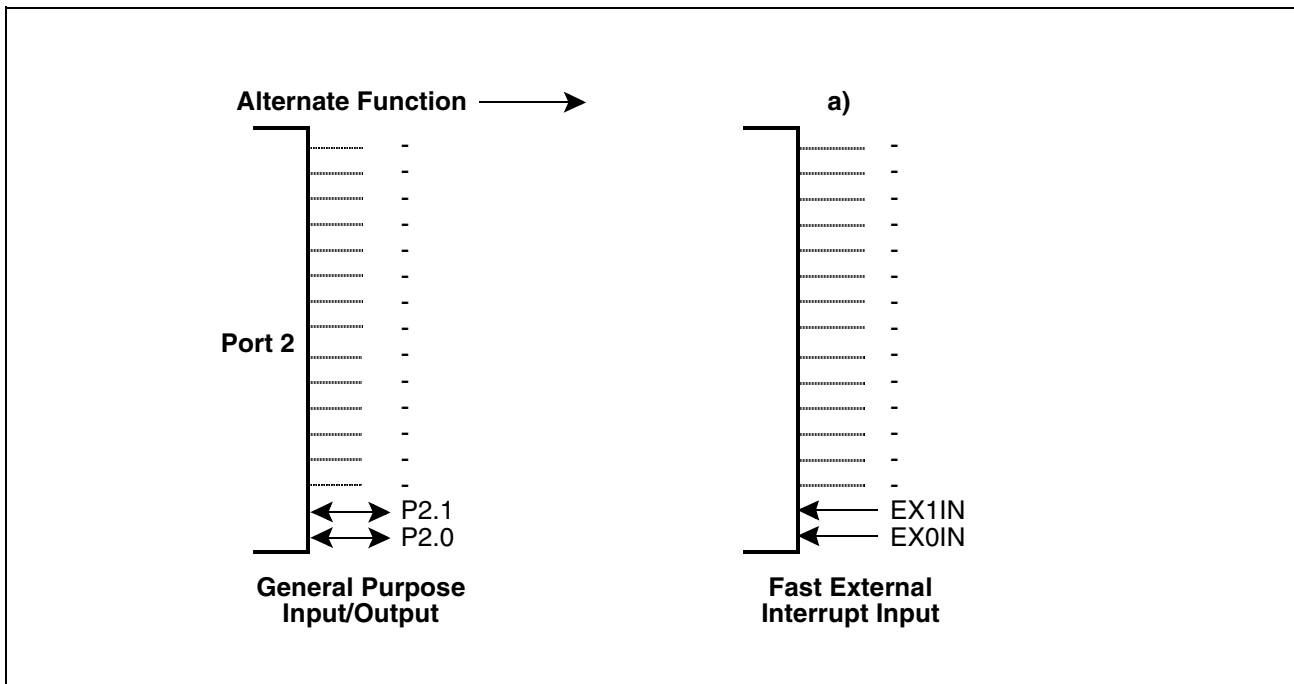 Alternate Function a)
- -
- -
- -
- -
- -
- -
- -
- -
Port 2
- -
- -
- -
- -
- -
- -
P2.1 EX1IN
P2.0 EX0IN
General Purpose Fast External
Input/Output Interrupt Input